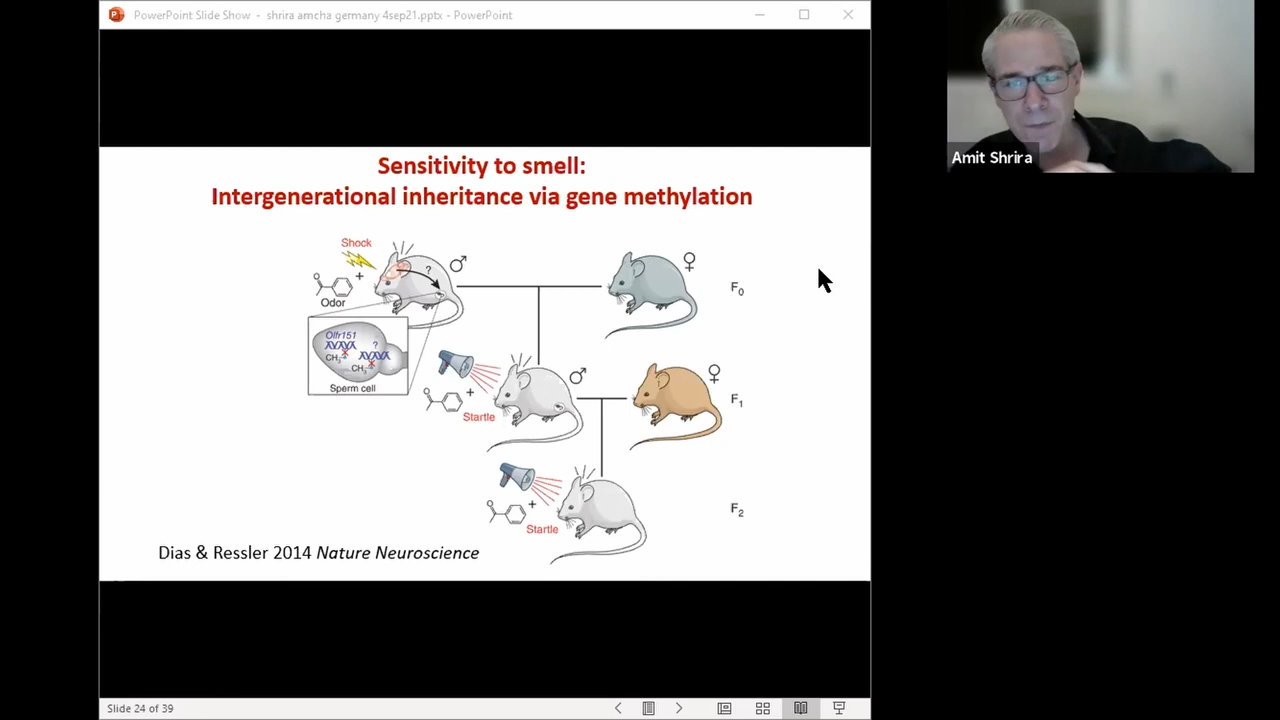 PowerPoint Slide Show - shrira amcha germany 4sep21.pptx - PowerPoint
Amit Shrira
Sensitivity to smell:
Intergenerational inheritance via gene methylation
Shock
+
?
♂
♀
Odor
F₀
Olfr151
?
CH₃
CH₃
Sperm cell
♂
♀
+
Startle
F₁
+
Startle
F₂
Dias & Ressler 2014 Nature Neuroscience
Slide 24 of 39